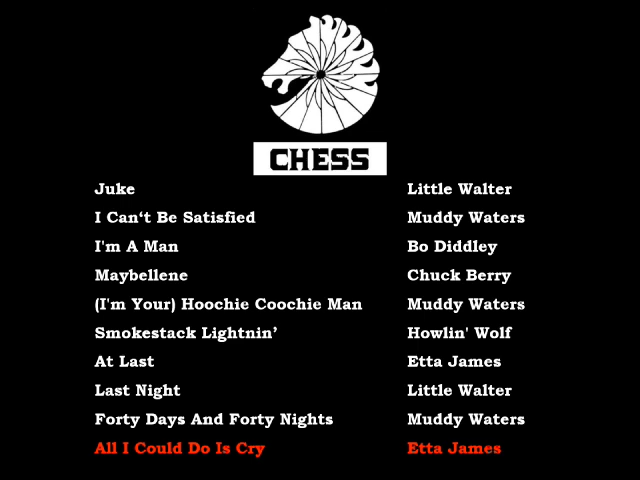 CHESS
Juke Little Walter
I Can‘t Be Satisfied Muddy Waters
I'm A Man Bo Diddley
Maybellene Chuck Berry
(I'm Your) Hoochie Coochie Man Muddy Waters
Smokestack Lightnin’ Howlin' Wolf
At Last Etta James
Last Night Little Walter
Forty Days And Forty Nights Muddy Waters
All I Could Do Is Cry Etta James